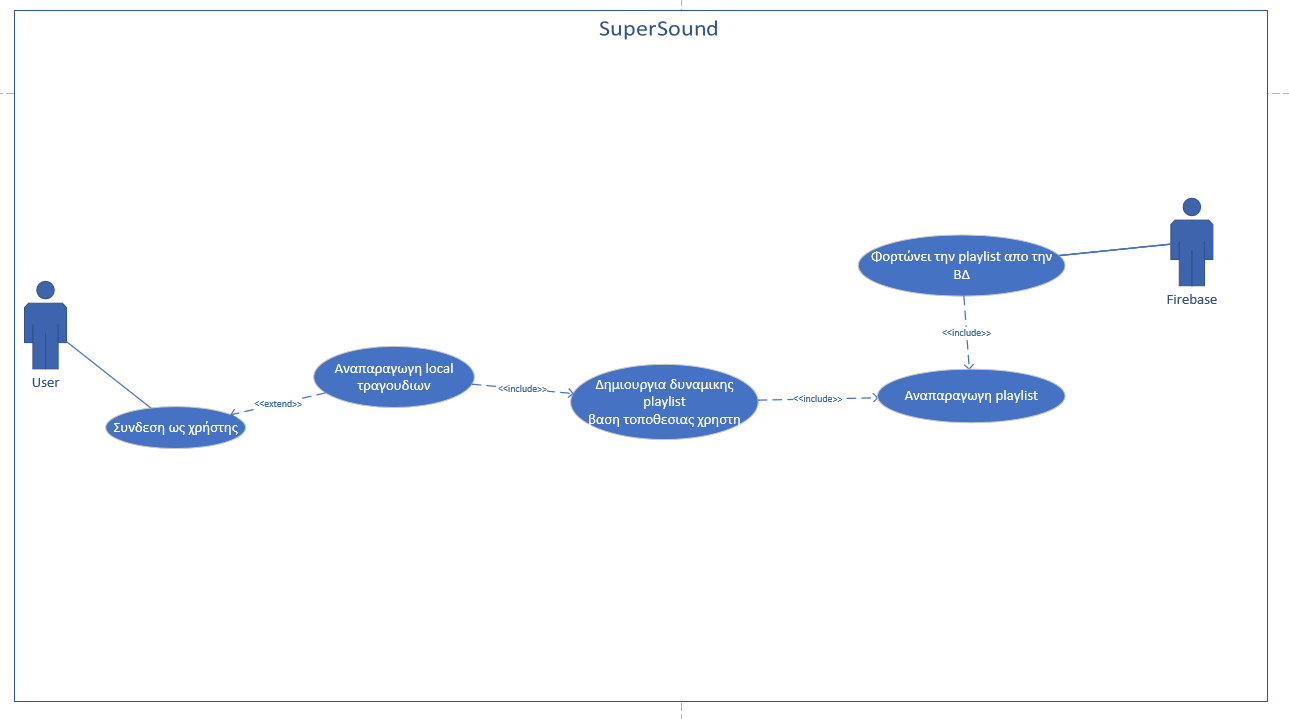 SuperSound
User
Συνδεση ως χρήστης
<<extend>>
Αναπαραγωγη local
τραγουδιων
<<include>>
Δημιουργια δυναμικης
playlist
βαση τοποθεσιας χρηστη
<<include>>
Αναπαραγωγη playlist
<<include>>
Φορτώνει την playlist απο την
ΒΔ
Firebase